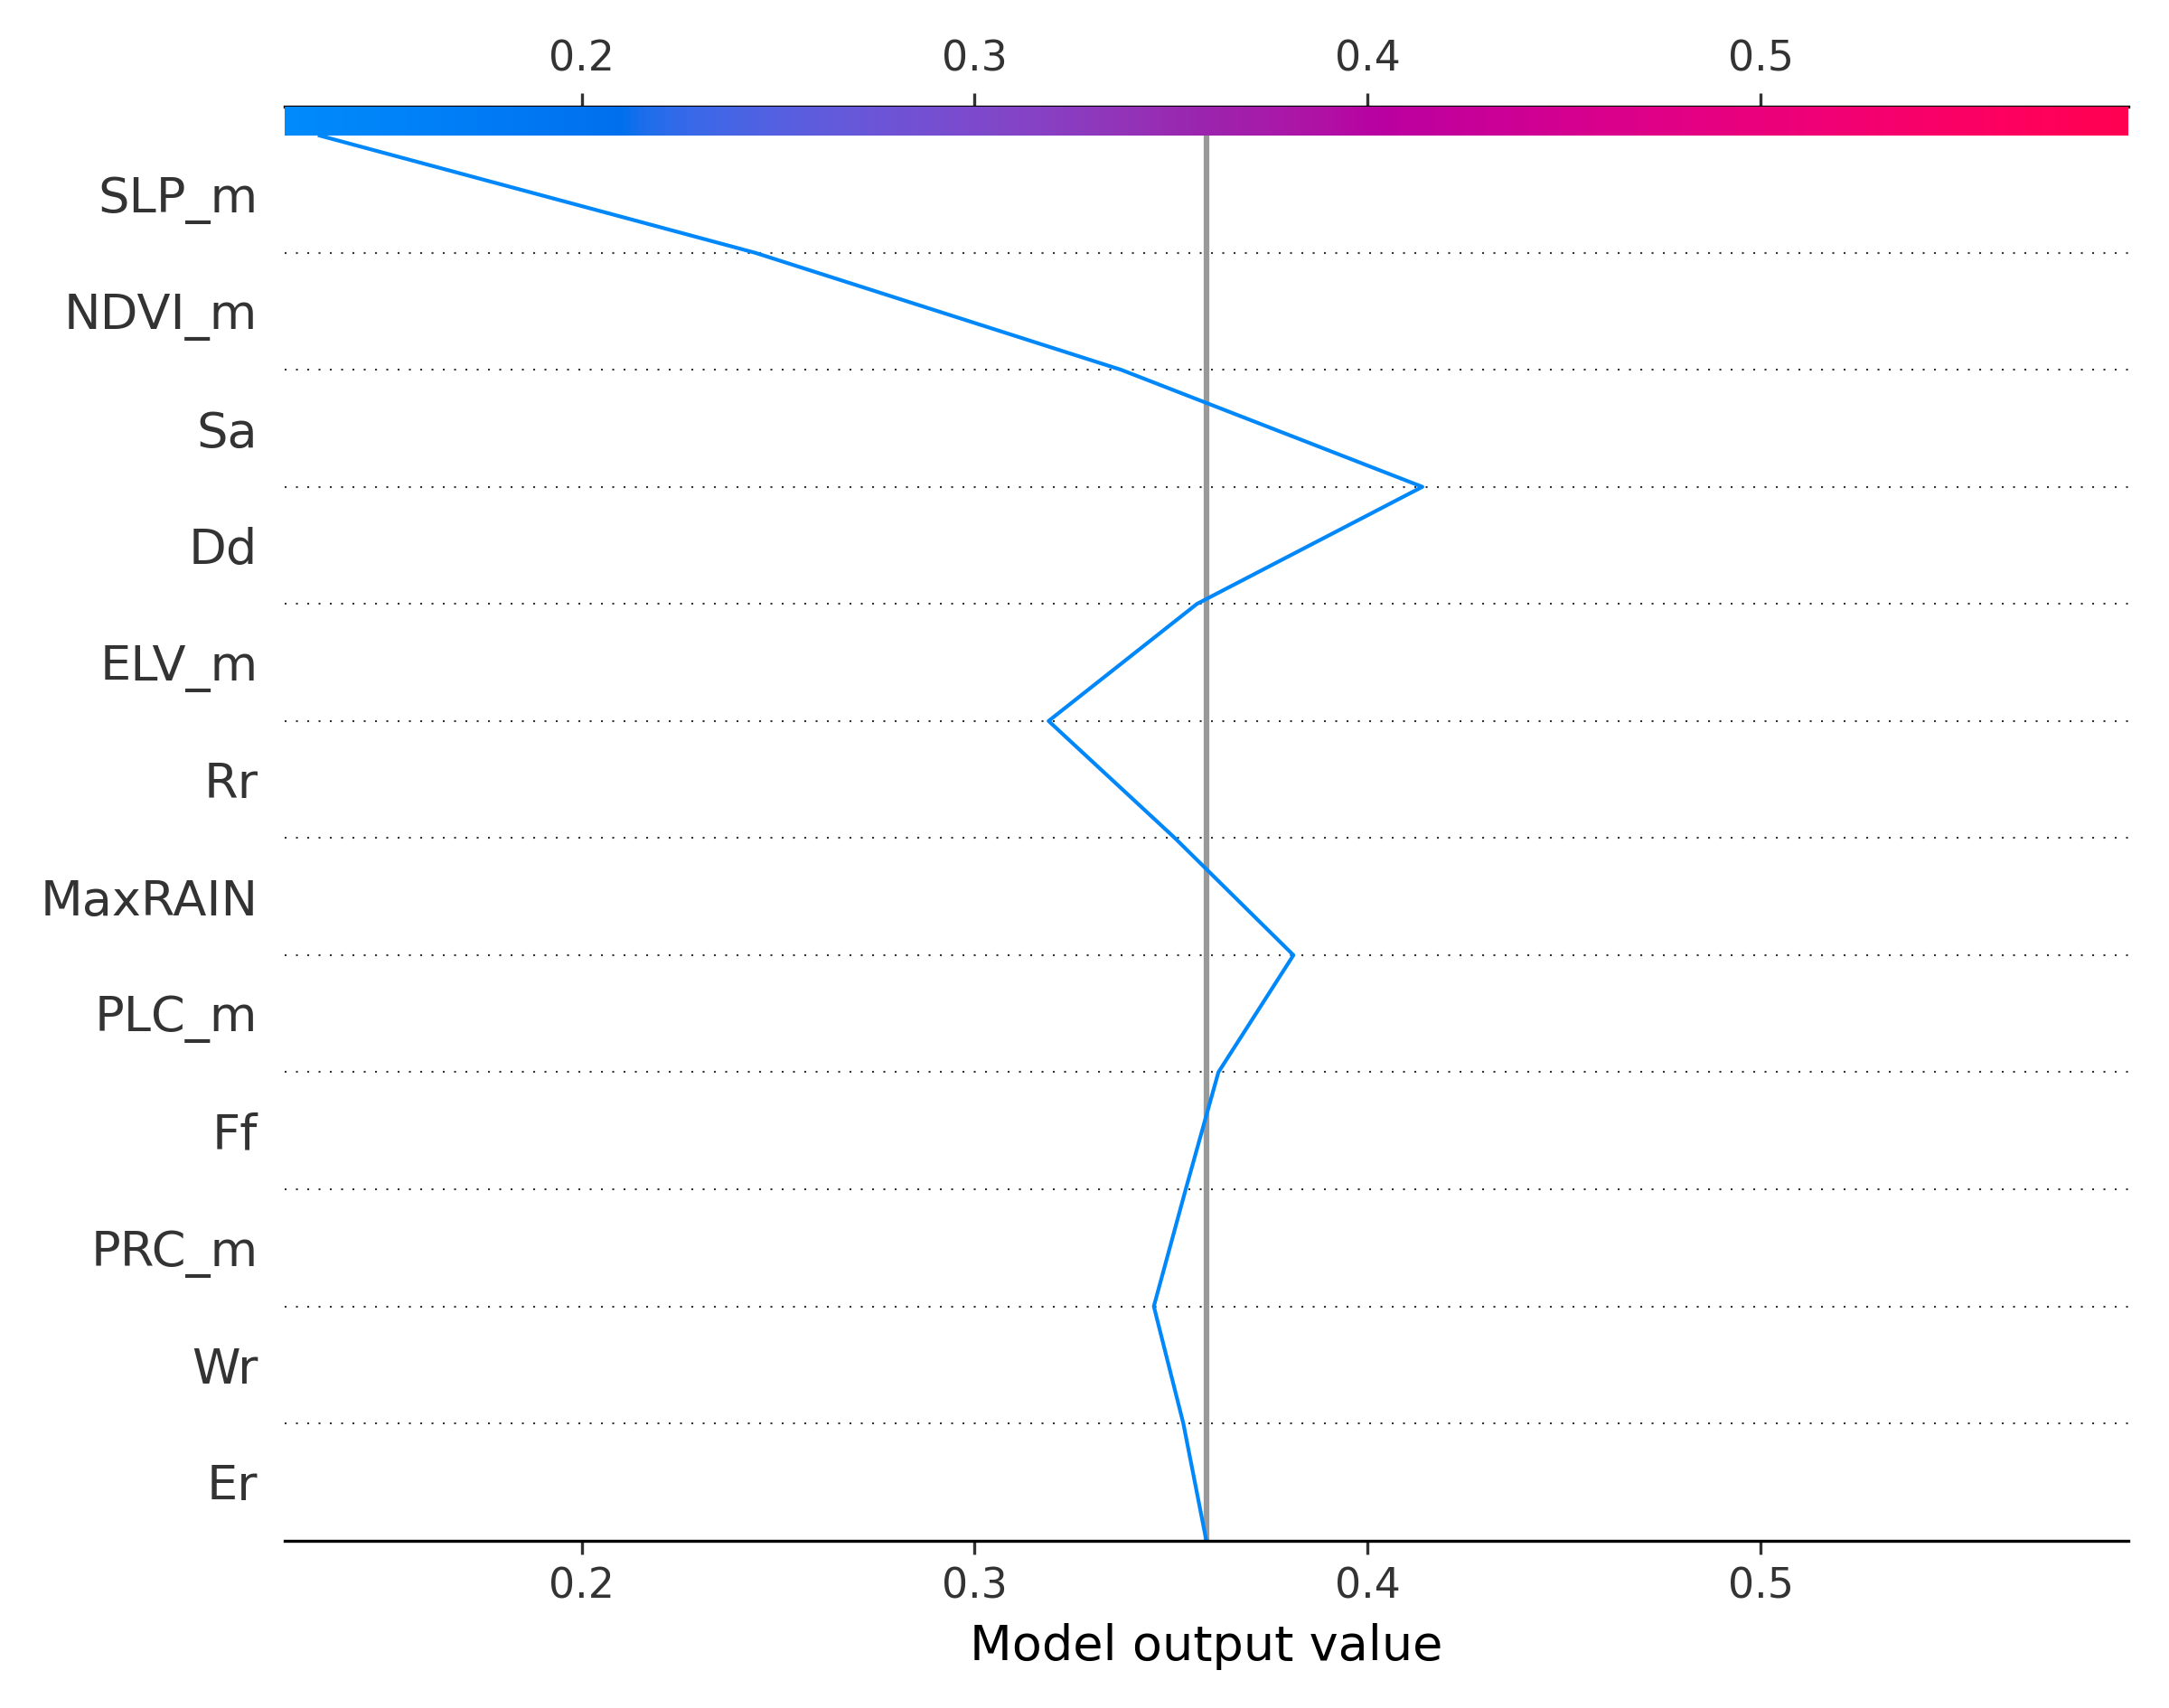 0.2 0.3 0.4 0.5
SLP_m
NDVI_m
Sa
Dd
ELV_m
Rr
MaxRAIN
PLC_m
Ff
PRC_m
Wr
Er
0.2 0.3 0.4 0.5
Model output value